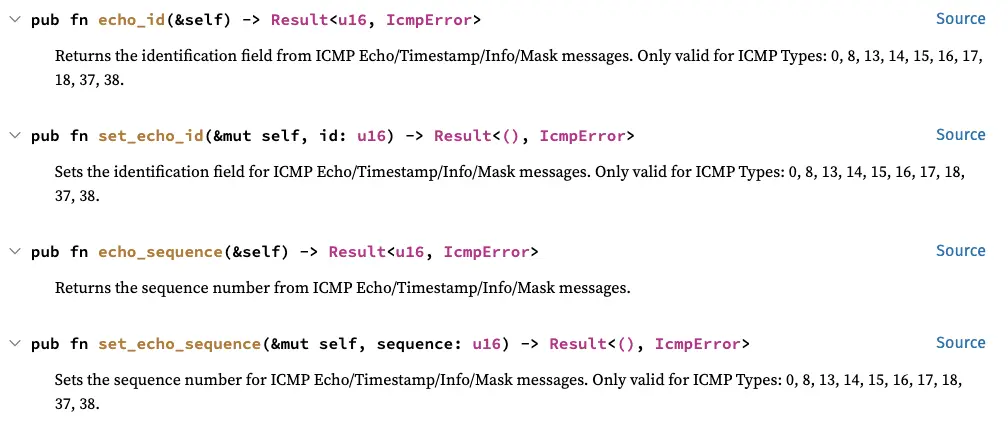 pub fn echo_id(&self) -> Result<u16, IcmpError> Source
Returns the identification field from ICMP Echo/Timestamp/Info/Mask messages. Only valid for ICMP Types: 0, 8, 13, 14, 15, 16, 17,
18, 37, 38.
pub fn set_echo_id(&mut self, id: u16) -> Result<(), IcmpError> Source
Sets the identification field for ICMP Echo/Timestamp/Info/Mask messages. Only valid for ICMP Types: 0, 8, 13, 14, 15, 16, 17, 18,
37, 38.
pub fn echo_sequence(&self) -> Result<u16, IcmpError> Source
Returns the sequence number from ICMP Echo/Timestamp/Info/Mask messages.
pub fn set_echo_sequence(&mut self, sequence: u16) -> Result<(), IcmpError> Source
Sets the sequence number for ICMP Echo/Timestamp/Info/Mask messages. Only valid for ICMP Types: 0, 8, 13, 14, 15, 16, 17, 18,
37, 38.